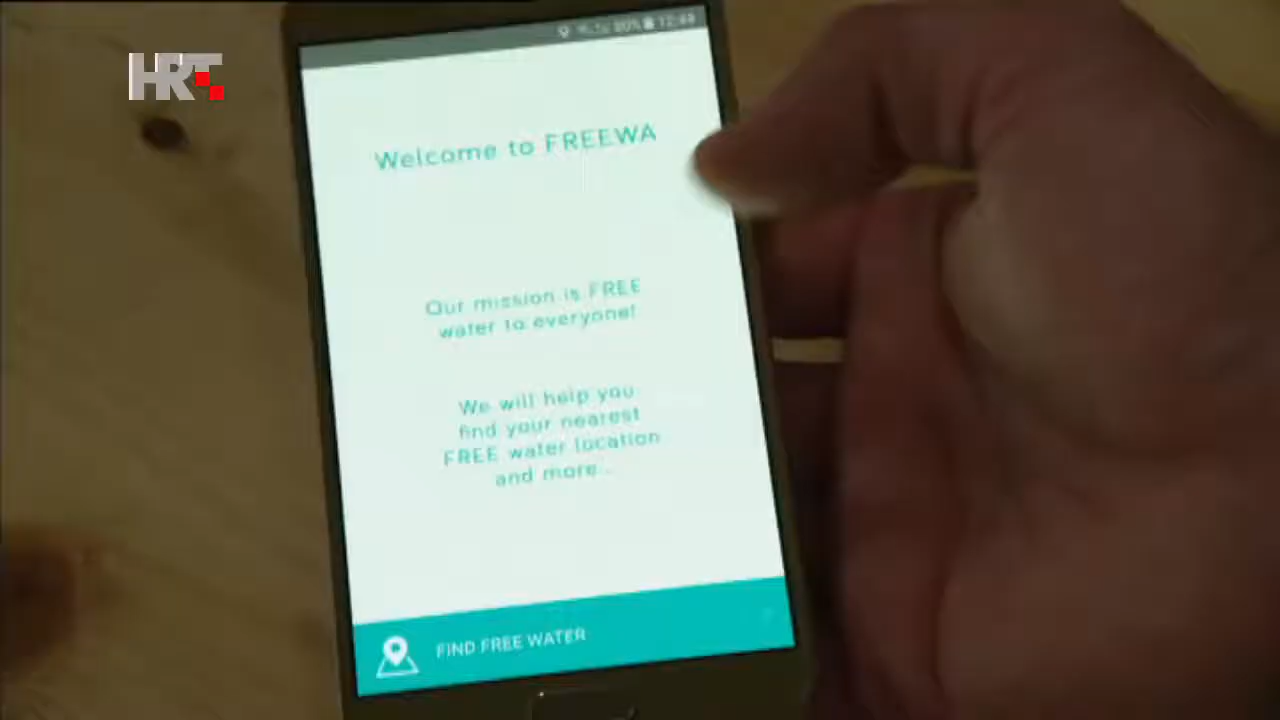 HRT
Welcome to FREEWA
Our mission is FREE
water to everyone!
We will help you
find your nearest
FREE water location
and more..
FIND FREE WATER